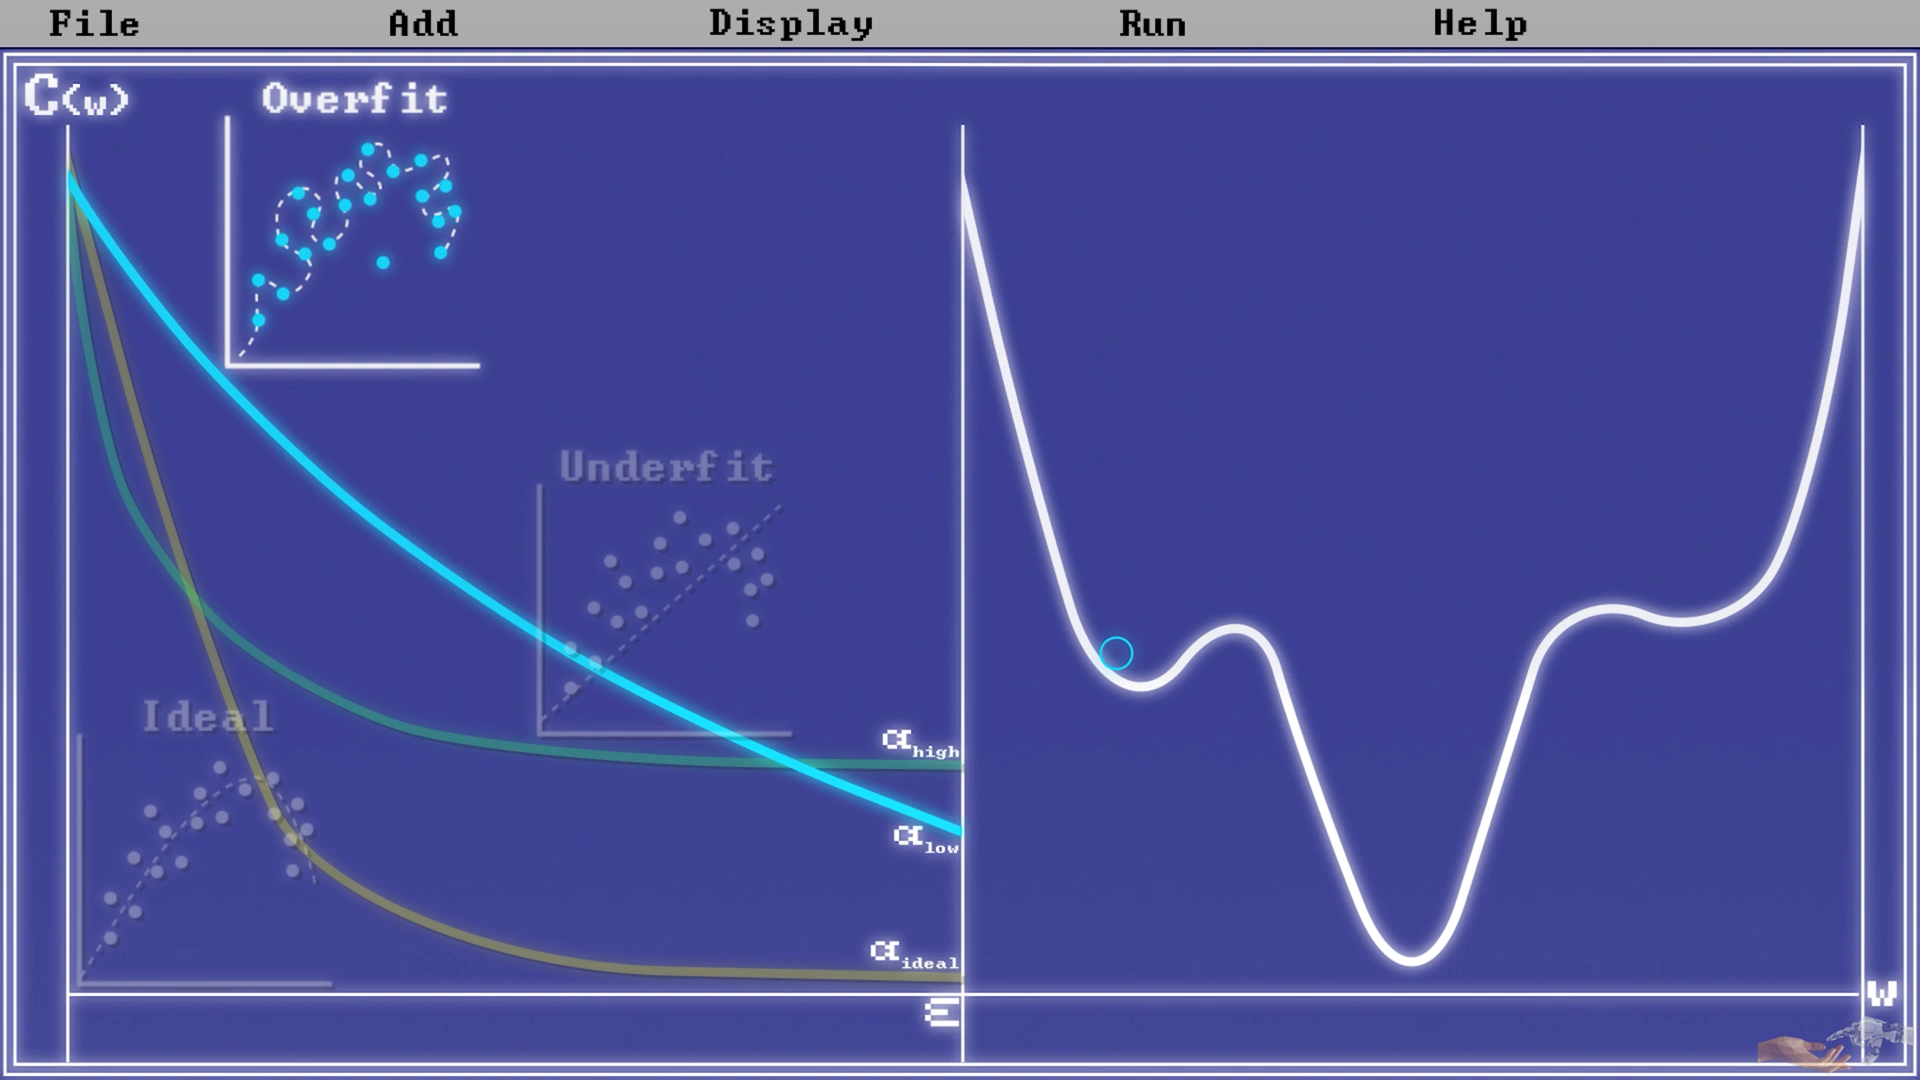 File Add Display Run Help
C(w)
Overfit
Underfit
Ideal
αhigh
αlow
αideal
ϵ
w